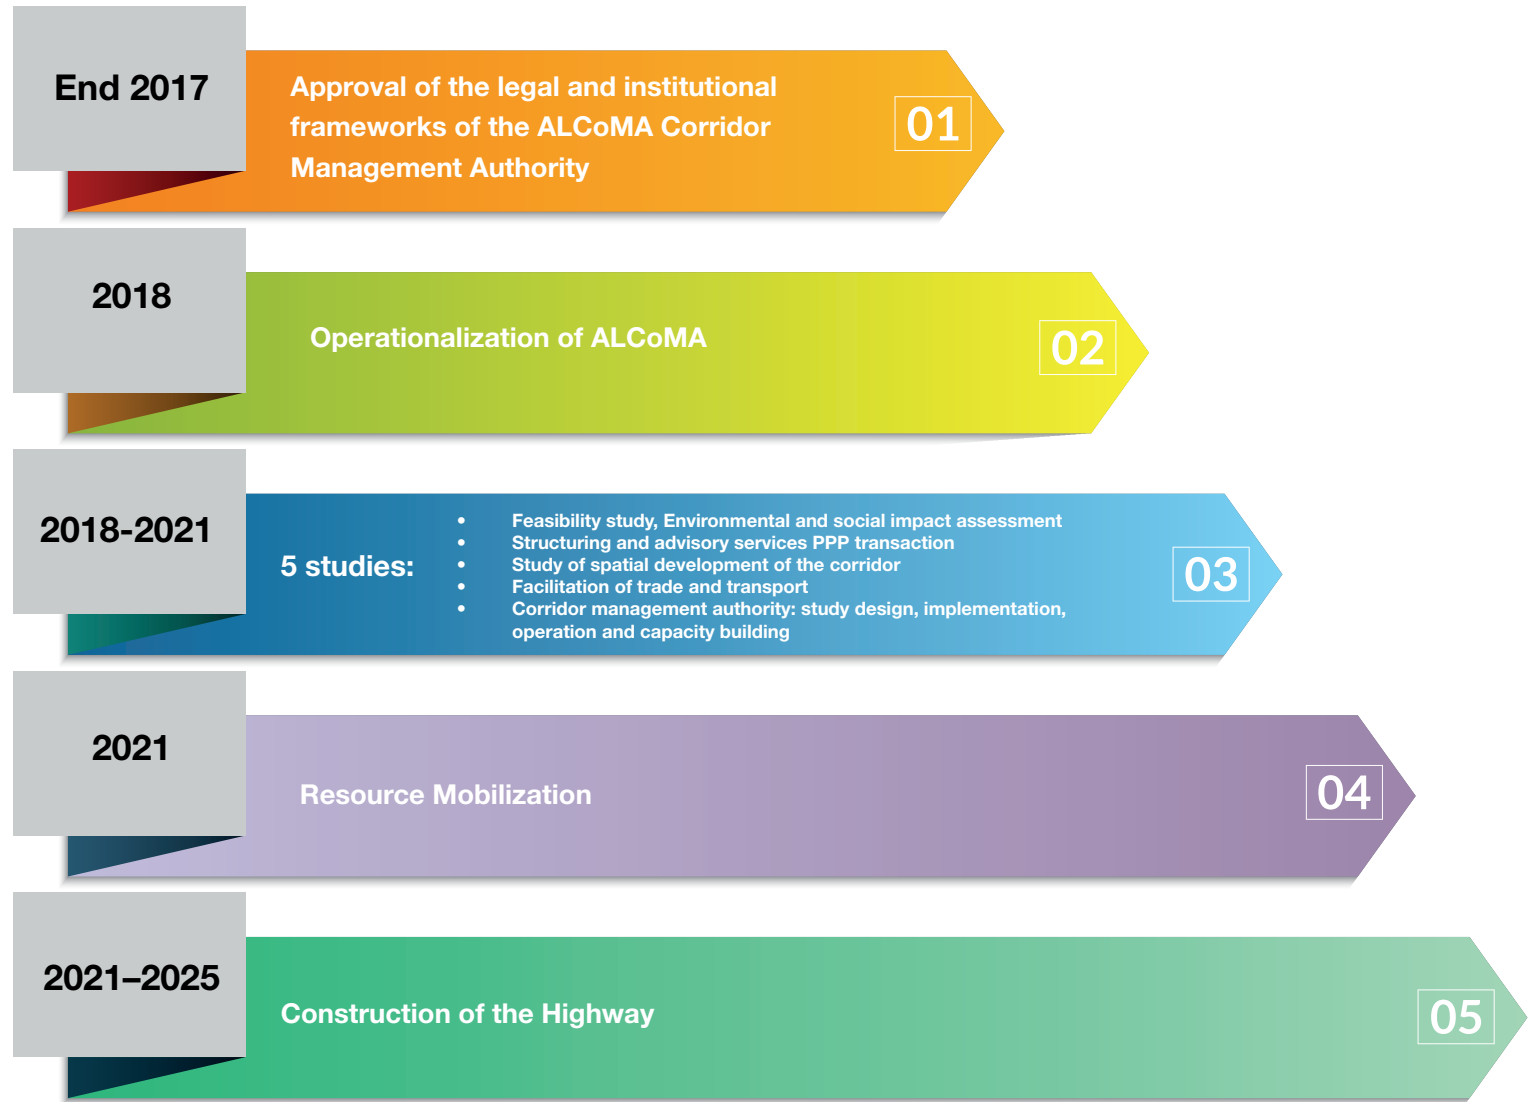 End 2017
Approval of the legal and institutional
frameworks of the ALCoMA Corridor
Management Authority
01
2018
Operationalization of ALCoMA
02
2018-2021
5 studies:
• Feasibility study, Environmental and social impact assessment
• Structuring and advisory services PPP transaction
• Study of spatial development of the corridor
• Facilitation of trade and transport
• Corridor management authority: study design, implementation,
operation and capacity building
03
2021
Resource Mobilization
04
2021–2025
Construction of the Highway
05